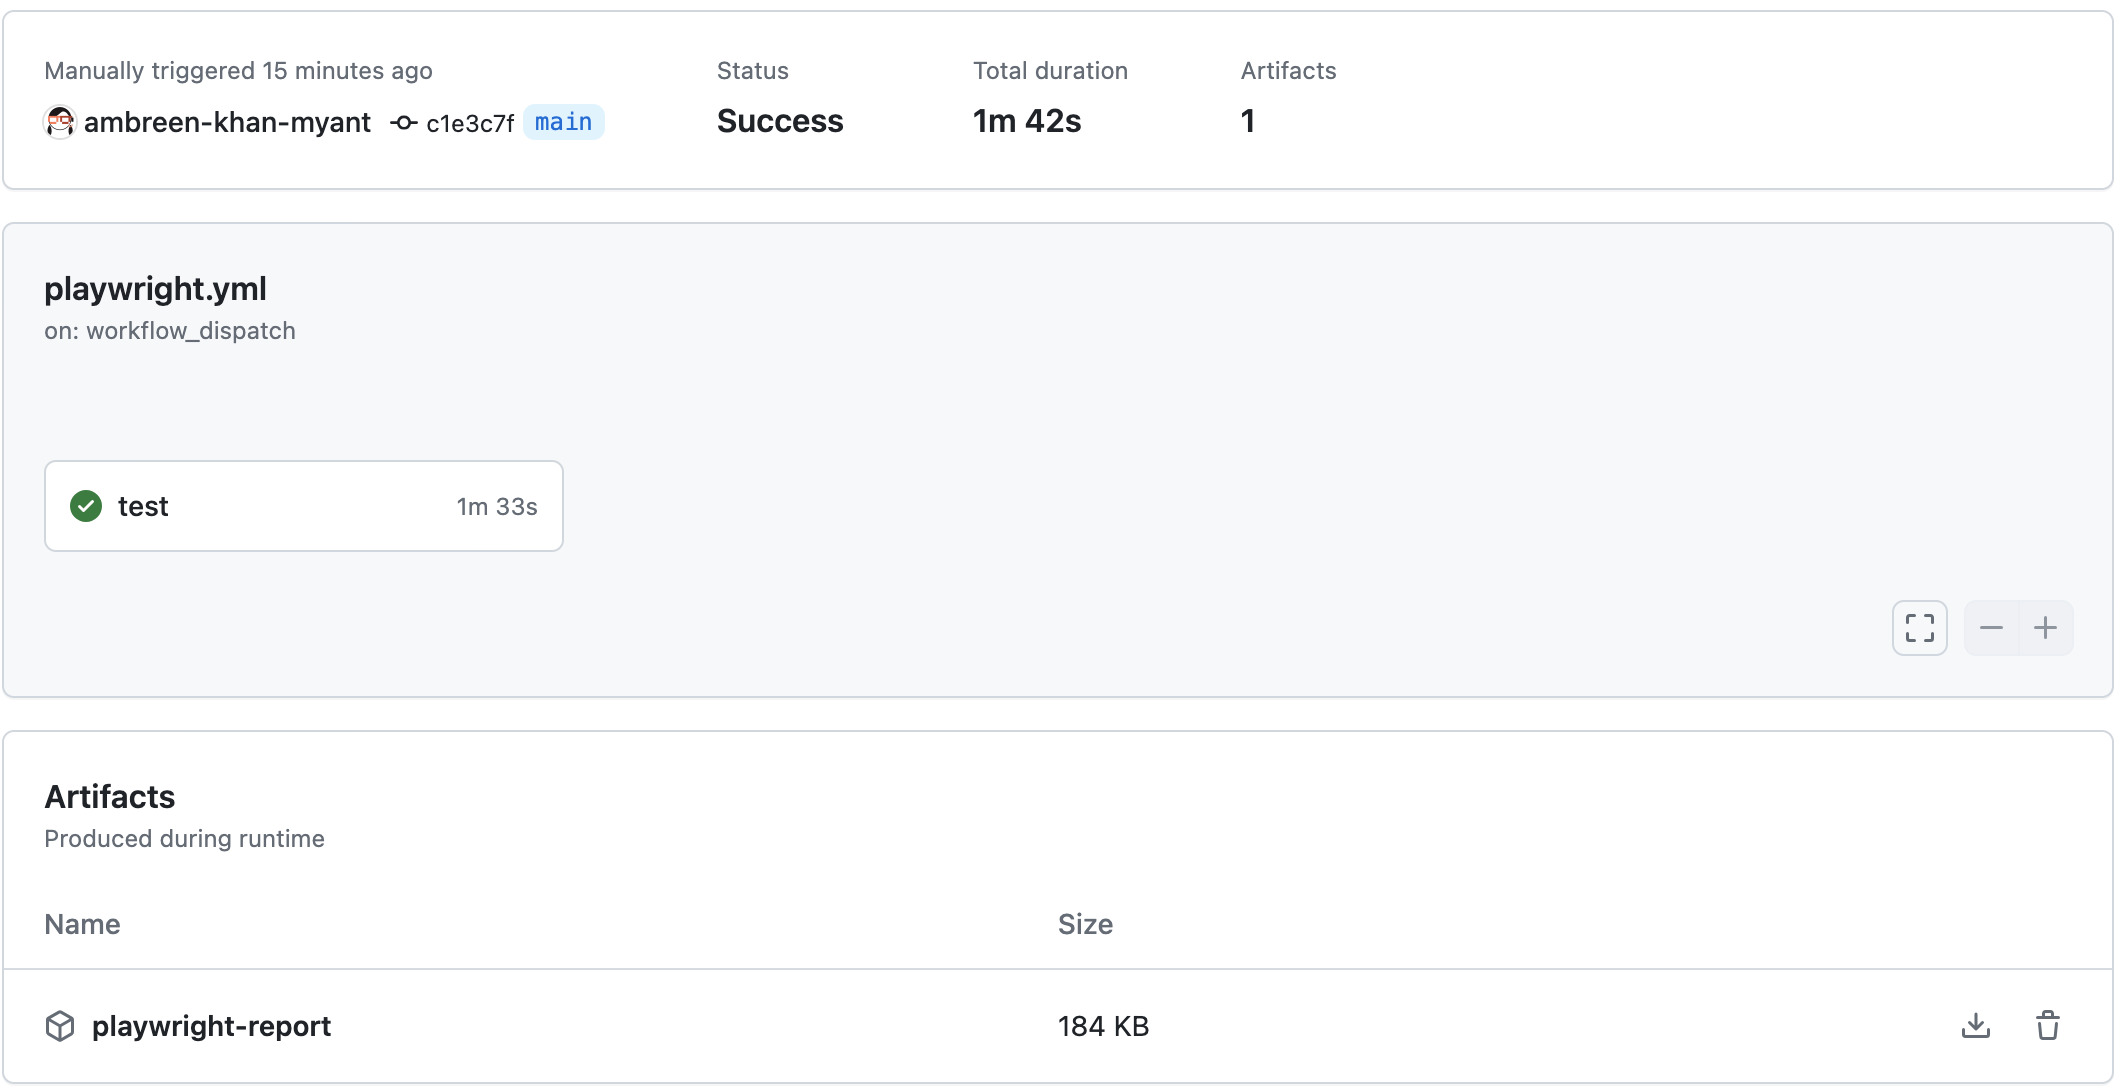 Manually triggered 15 minutes ago
ambreen-khan-myant c1e3c7f main
Status
Success
Total duration
1m 42s
Artifacts
1
playwright.yml
on: workflow_dispatch
test 1m 33s
Artifacts
Produced during runtime
Name Size
playwright-report 184 KB